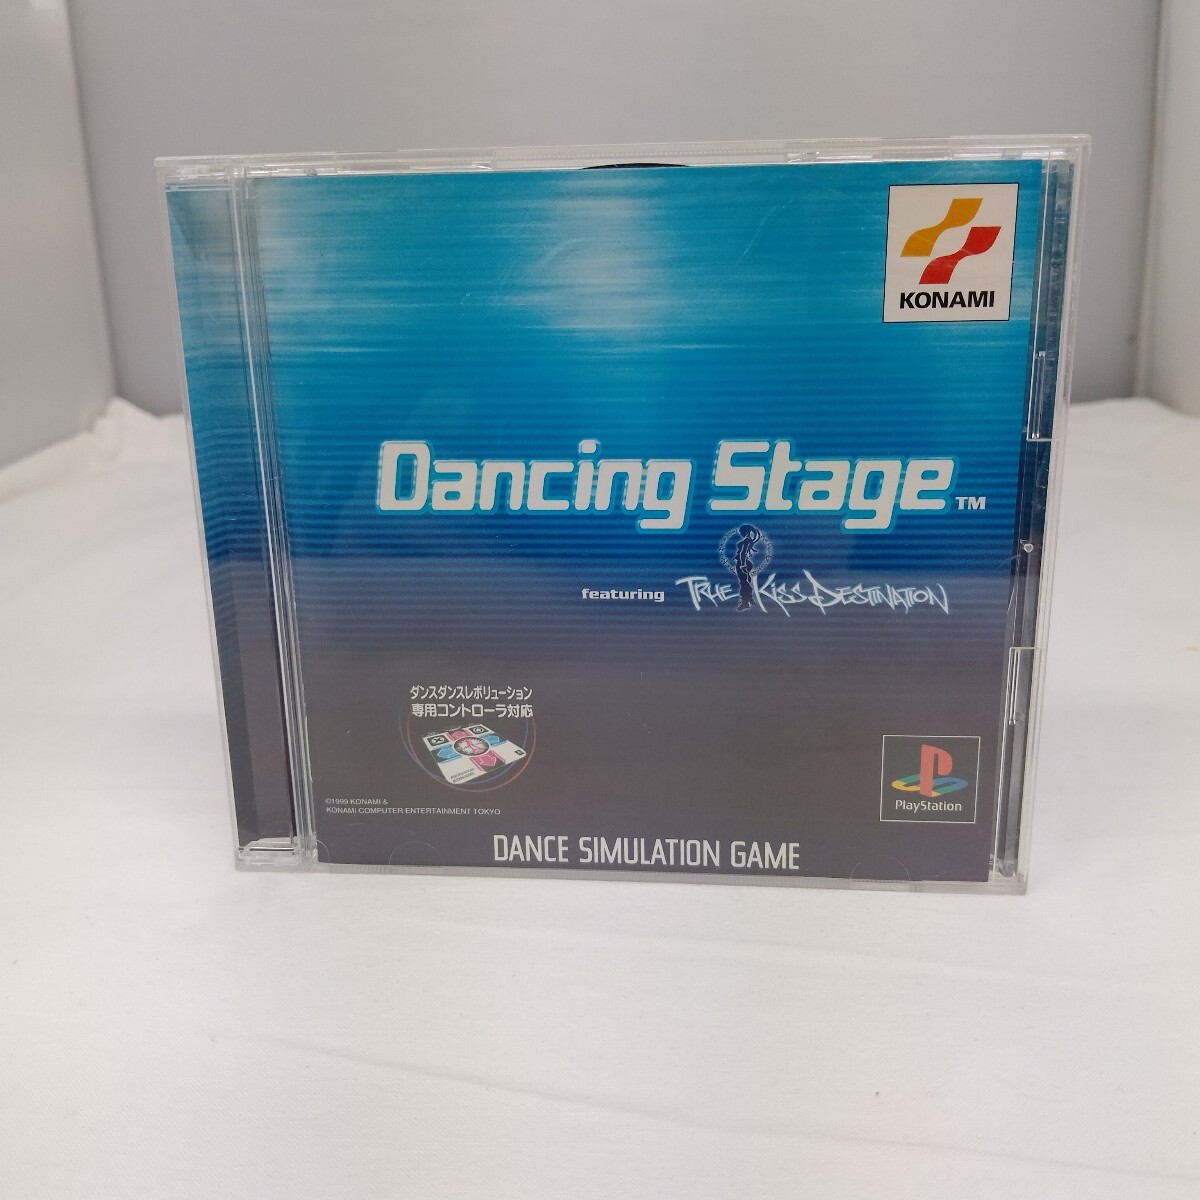 KONAMI
Dancing Stage™
featuring TRUE KISS DESTINATION
ダンスダンスレボリューション
専用コントローラ対応
©1999 KONAMI &
KONAMI COMPUTER ENTERTAINMENT TOKYO
PlayStation
DANCE SIMULATION GAME